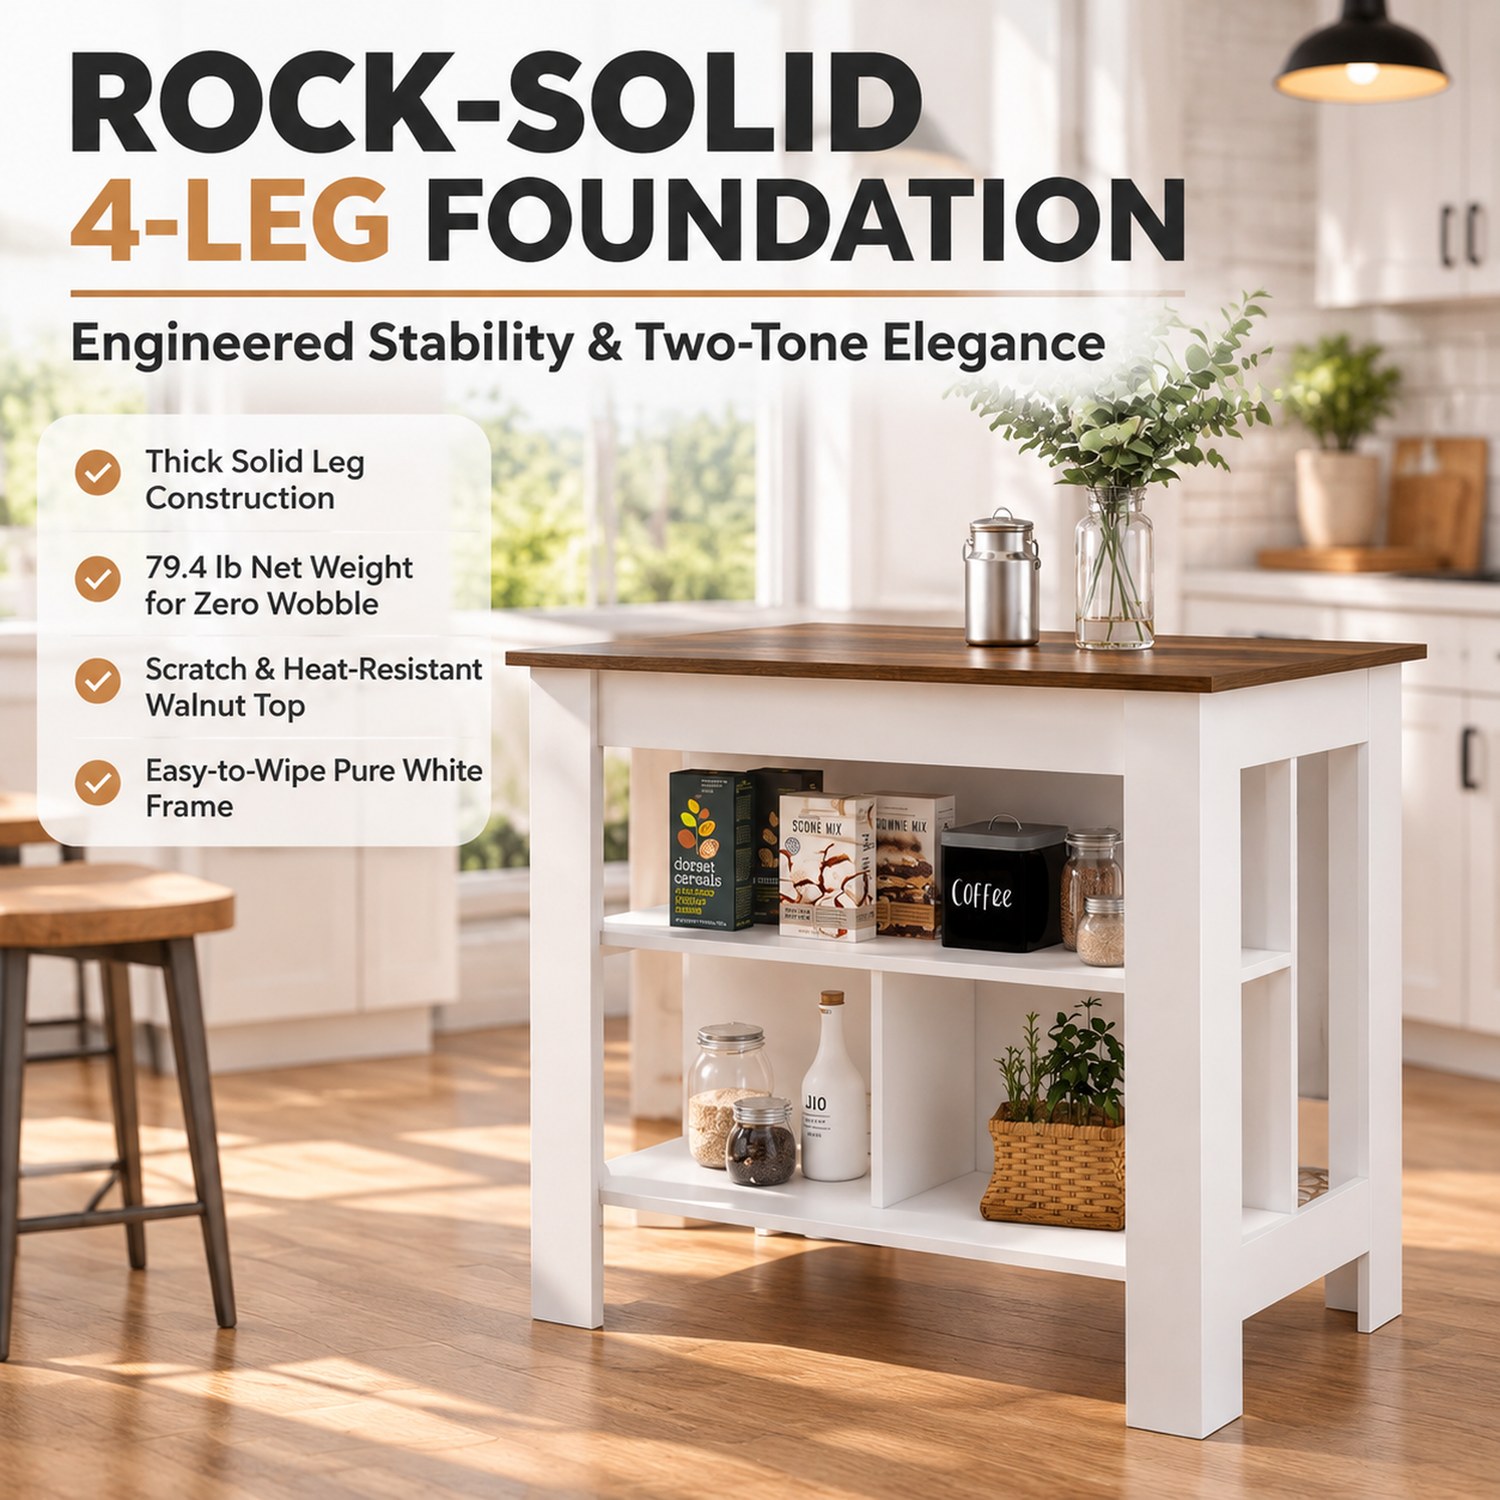 ROCK-SOLID
4-LEG FOUNDATION
Engineered Stability & Two-Tone Elegance
Thick Solid Leg
Construction
79.4 lb Net Weight
for Zero Wobble
Scratch & Heat-Resistant
Walnut Top
Easy-to-Wipe Pure White
Frame
dorset
cereals
SCONE MIX
MIX
Coffee
JIO